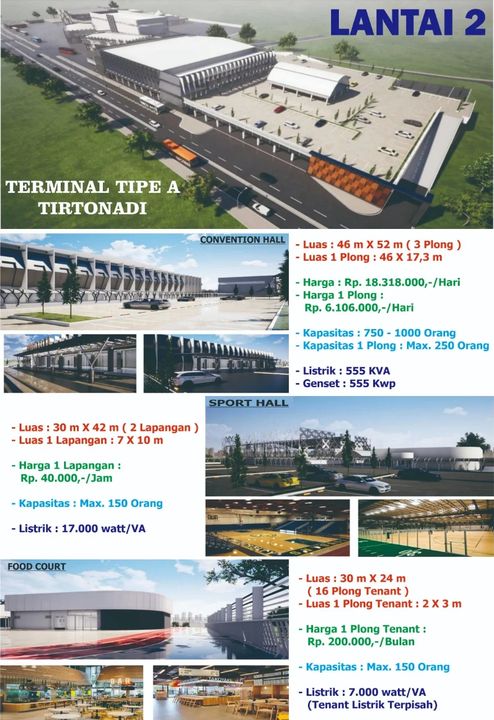 LANTAI 2
TERMINAL TIPE A
TIRTONADI
CONVENTION HALL
- Luas : 46 m X 52 m ( 3 Plong )
- Luas 1 Plong : 46 X 17,3 m
- Harga : Rp. 18.318.000,-/Hari
- Harga 1 Plong :
Rp. 6.106.000,-/Hari
- Kapasitas : 750 - 1000 Orang
- Kapasitas 1 Plong : Max. 250 Orang
- Listrik : 555 KVA
- Genset : 555 Kwp
SPORT HALL
- Luas : 30 m X 42 m ( 2 Lapangan )
- Luas 1 Lapangan : 7 X 10 m
- Harga 1 Lapangan :
Rp. 40.000,-/Jam
- Kapasitas : Max. 150 Orang
- Listrik : 17.000 watt/VA
FOOD COURT
- Luas : 30 m X 24 m
( 16 Plong Tenant )
- Luas 1 Plong Tenant : 2 X 3 m
- Harga 1 Plong Tenant :
Rp. 200.000,-/Bulan
- Kapasitas : Max. 150 Orang
- Listrik : 7.000 watt/VA
(Tenant Listrik Terpisah)
BAR